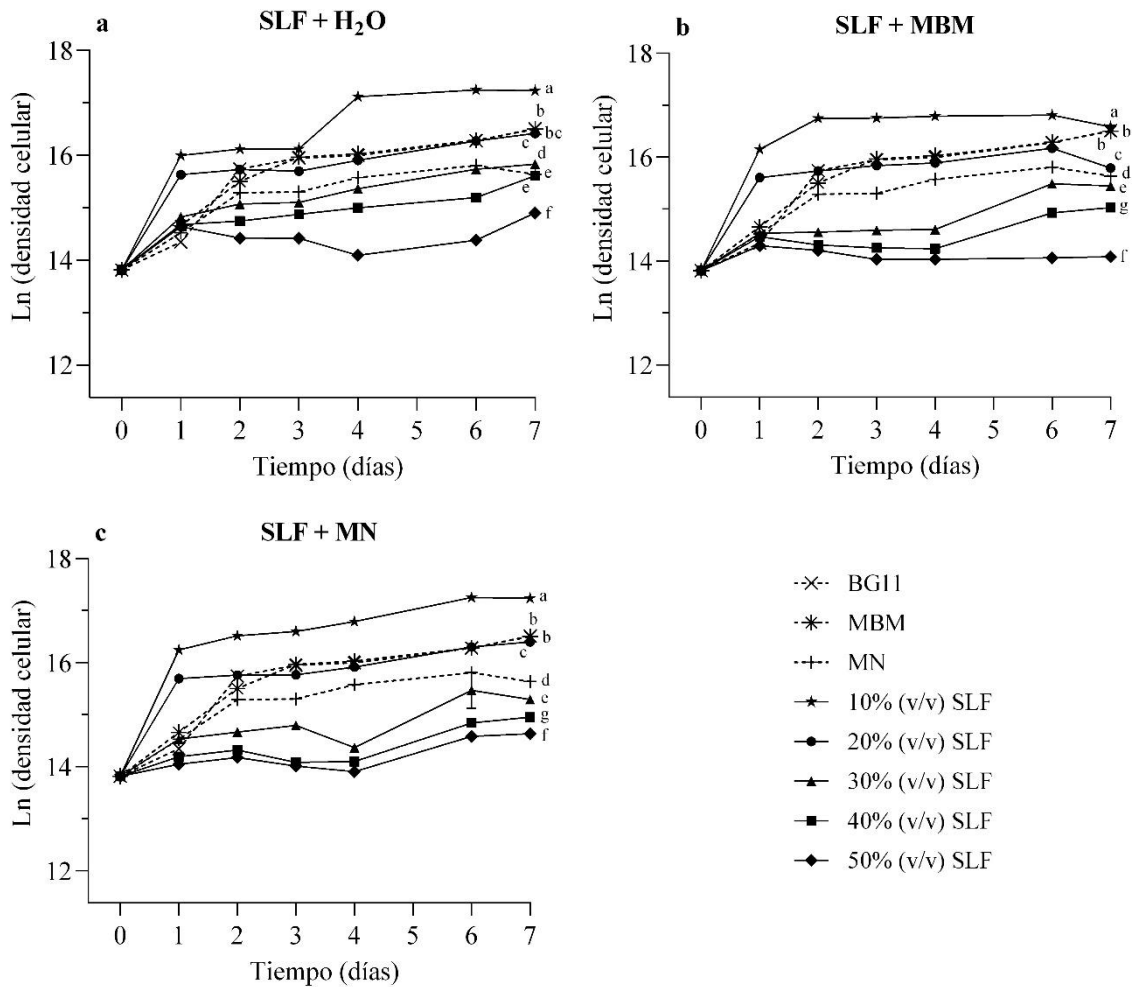 a
SLF + H₂O
Ln (densidad celular)
18
16
14
12
0 1 2 3 4 5 6 7
Tiempo (días)
a
b
bc
c
d
e
e
f
b
SLF + MBM
Ln (densidad celular)
18
16
14
12
0 1 2 3 4 5 6 7
Tiempo (días)
a
b
b
c
d
e
g
f
c
SLF + MN
Ln (densidad celular)
18
16
14
12
0 1 2 3 4 5 6 7
Tiempo (días)
a
b
b
c
d
e
g
f
BG11
MBM
MN
10% (v/v) SLF
20% (v/v) SLF
30% (v/v) SLF
40% (v/v) SLF
50% (v/v) SLF